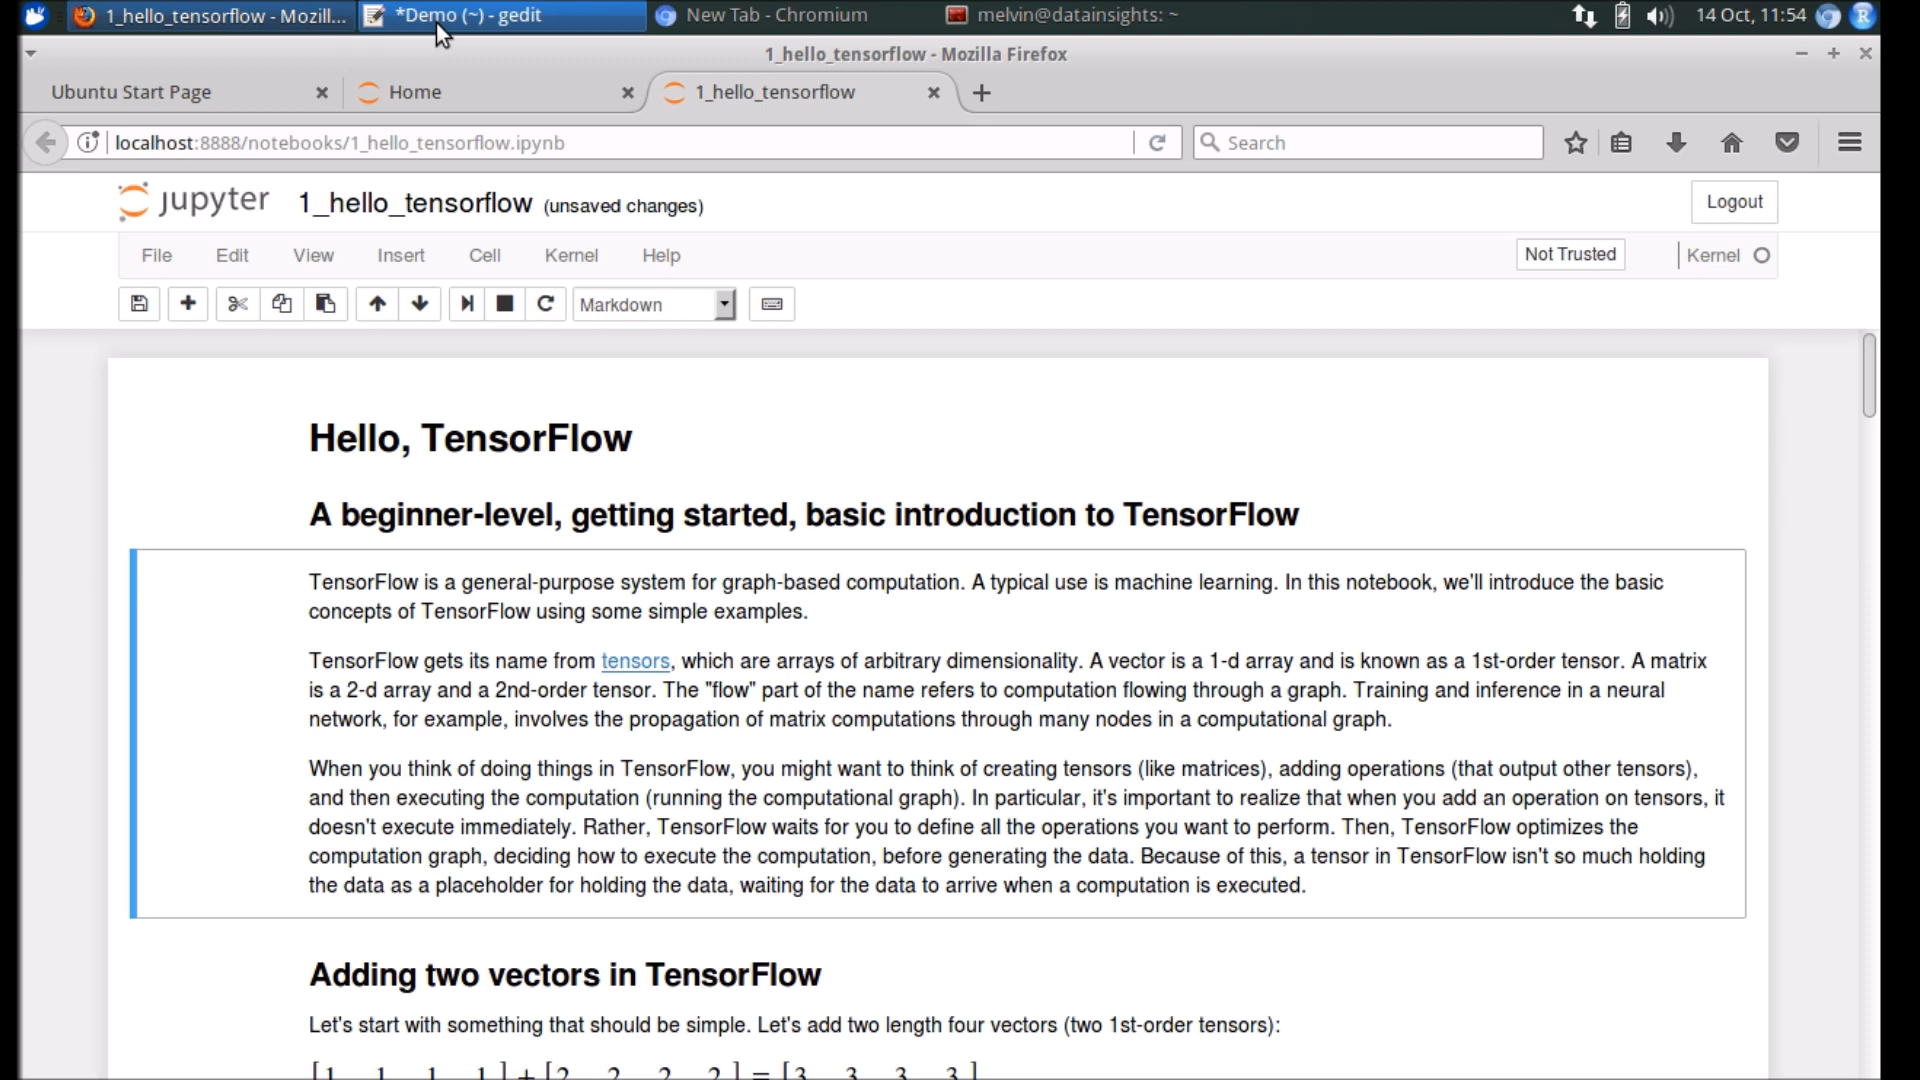 1_hello_tensorflow - Mozill...
*Demo (~) - gedit
New Tab - Chromium
melvin@datainsights: ~
14 Oct, 11:54
R
1_hello_tensorflow - Mozilla Firefox
Ubuntu Start Page
Home
1_hello_tensorflow
localhost:8888/notebooks/1_hello_tensorflow.ipynb
Search
jupyter
1_hello_tensorflow (unsaved changes)
Logout
File Edit View Insert Cell Kernel Help
Not Trusted
Kernel
Markdown
Hello, TensorFlow
A beginner-level, getting started, basic introduction to TensorFlow
TensorFlow is a general-purpose system for graph-based computation. A typical use is machine learning. In this notebook, we'll introduce the basic
concepts of TensorFlow using some simple examples.
TensorFlow gets its name from tensors, which are arrays of arbitrary dimensionality. A vector is a 1-d array and is known as a 1st-order tensor. A matrix
is a 2-d array and a 2nd-order tensor. The "flow" part of the name refers to computation flowing through a graph. Training and inference in a neural
network, for example, involves the propagation of matrix computations through many nodes in a computational graph.
When you think of doing things in TensorFlow, you might want to think of creating tensors (like matrices), adding operations (that output other tensors),
and then executing the computation (running the computational graph). In particular, it's important to realize that when you add an operation on tensors, it
doesn't execute immediately. Rather, TensorFlow waits for you to define all the operations you want to perform. Then, TensorFlow optimizes the
computation graph, deciding how to execute the computation, before generating the data. Because of this, a tensor in TensorFlow isn't so much holding
the data as a placeholder for holding the data, waiting for the data to arrive when a computation is executed.
Adding two vectors in TensorFlow
Let's start with something that should be simple. Let's add two length four vectors (two 1st-order tensors):
[1 1 1 1] + [2 2 2 2] = [3 3 3 3]